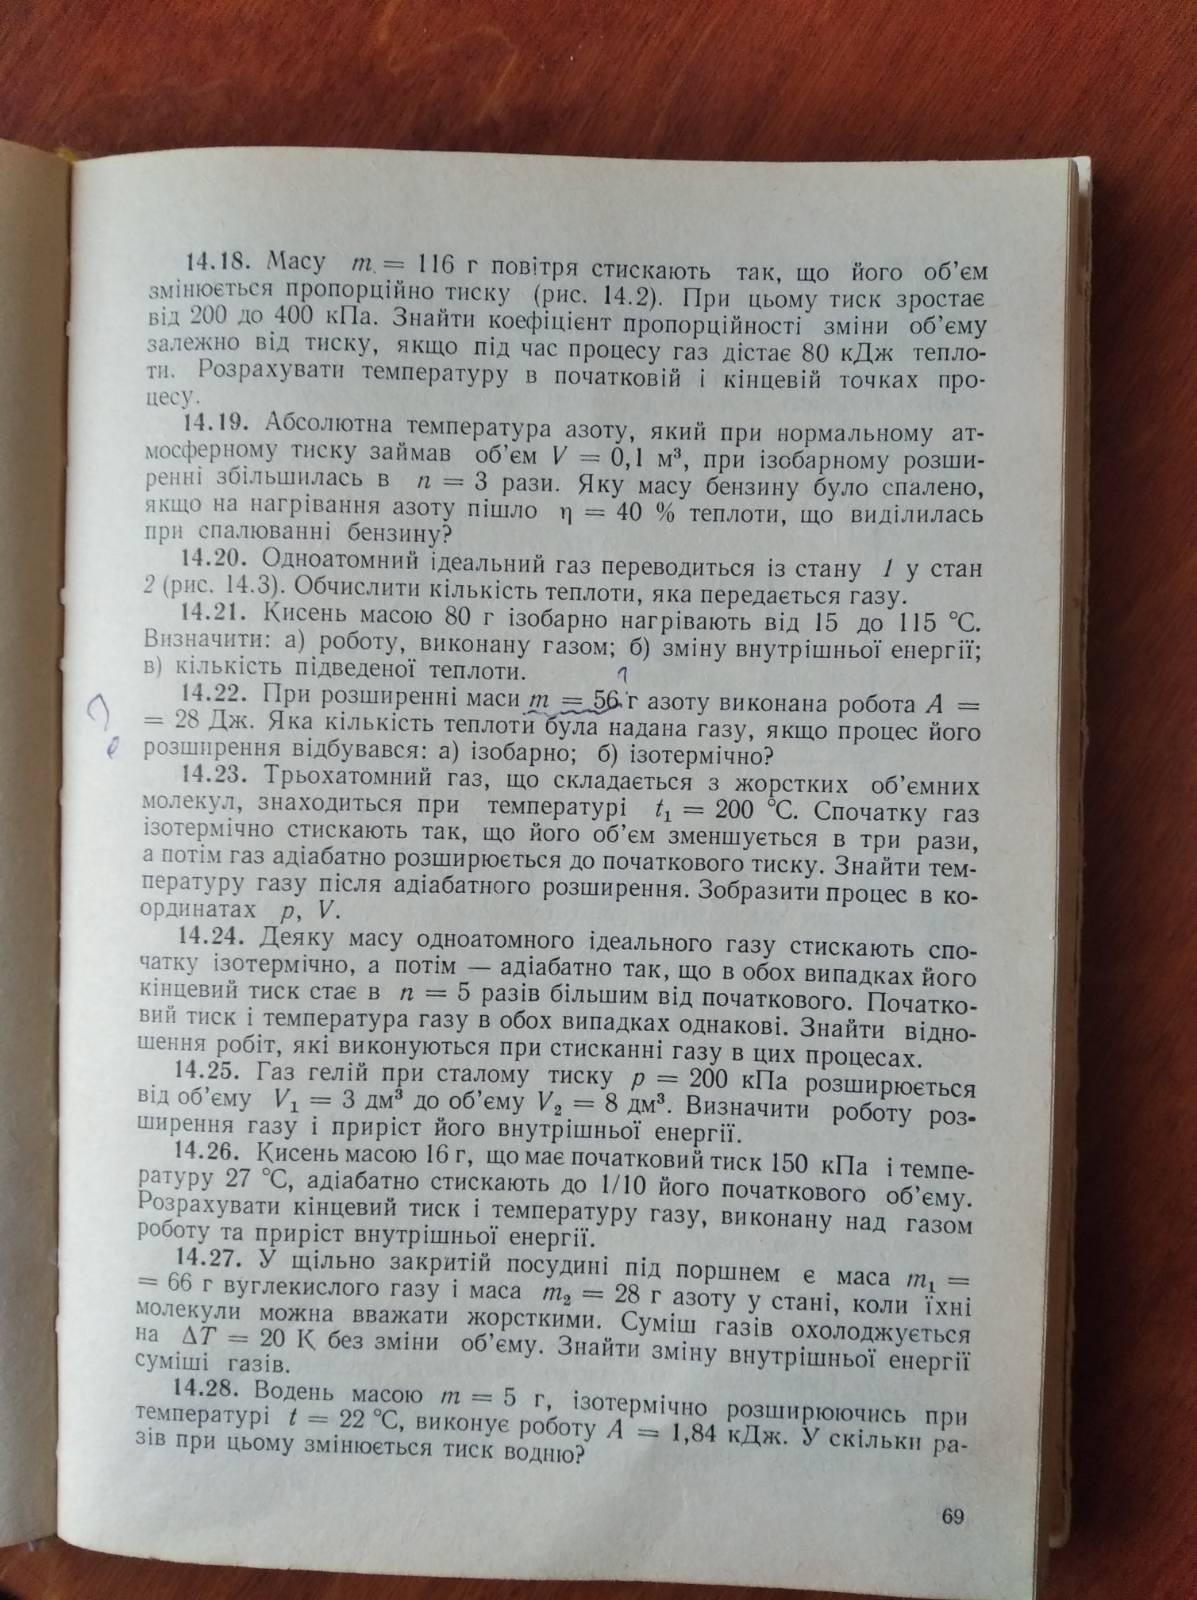 14.18. Масу m = 116 г повітря стискають так, що його об’єм
змінюється пропорційно тиску (рис. 14.2). При цьому тиск зростає
від 200 до 400 кПа. Знайти коефіцієнт пропорційності зміни об’єму
залежно від тиску, якщо під час процесу газ дістає 80 кДж тепло-
ти. Розрахувати температуру в початковій і кінцевій точках про-
цесу.
14.19. Абсолютна температура азоту, який при нормальному ат-
мосферному тиску займав об’єм V = 0,1 м³, при ізобарному розши-
ренні збільшилась в n = 3 рази. Яку масу бензину було спалено,
якщо на нагрівання азоту пішло η = 40 % теплоти, що виділилась
при спалюванні бензину?
14.20. Одноатомний ідеальний газ переводиться із стану 1 у стан
2 (рис. 14.3). Обчислити кількість теплоти, яка передається газу.
14.21. Кисень масою 80 г ізобарно нагрівають від 15 до 115 °С.
Визначити: а) роботу, виконану газом; б) зміну внутрішньої енергії;
в) кількість підведеної теплоти.
14.22. При розширенні маси m = 56 г азоту виконана робота A =
= 28 Дж. Яка кількість теплоти була надана газу, якщо процес його
розширення відбувався: а) ізобарно; б) ізотермічно?
14.23. Трьохатомний газ, що складається з жорстких об’ємних
молекул, знаходиться при температурі t₁ = 200 °С. Спочатку газ
ізотермічно стискають так, що його об’єм зменшується в три рази,
а потім газ адіабатно розширюється до початкового тиску. Знайти тем-
пературу газу після адіабатного розширення. Зобразити процес в ко-
ординатах p, V.
14.24. Деяку масу одноатомного ідеального газу стискають спо-
чатку ізотермічно, а потім — адіабатно так, що в обох випадках його
кінцевий тиск стає в n = 5 разів більшим від початкового. Початко-
вий тиск і температура газу в обох випадках однакові. Знайти відно-
шення робіт, які виконуються при стисканні газу в цих процесах.
14.25. Газ гелій при сталому тиску p = 200 кПа розширюється
від об’єму V₁ = 3 дм³ до об’єму V₂ = 8 дм³. Визначити роботу роз-
ширення газу і приріст його внутрішньої енергії.
14.26. Кисень масою 16 г, що має початковий тиск 150 кПа і темпе-
ратуру 27 °С, адіабатно стискають до 1/10 його початкового об’єму.
Розрахувати кінцевий тиск і температуру газу, виконану над газом
роботу та приріст внутрішньої енергії.
14.27. У щільно закритій посудині під поршнем є маса m₁ =
= 66 г вуглекислого газу і маса m₂ = 28 г азоту у стані, коли їхні
молекули можна вважати жорсткими. Суміш газів охолоджується
на ΔT = 20 К без зміни об’єму. Знайти зміну внутрішньої енергії
суміші газів.
14.28. Водень масою m = 5 г, ізотермічно розширюючись при
температурі t = 22 °С, виконує роботу A = 1,84 кДж. У скільки ра-
зів при цьому змінюється тиск водню?
69